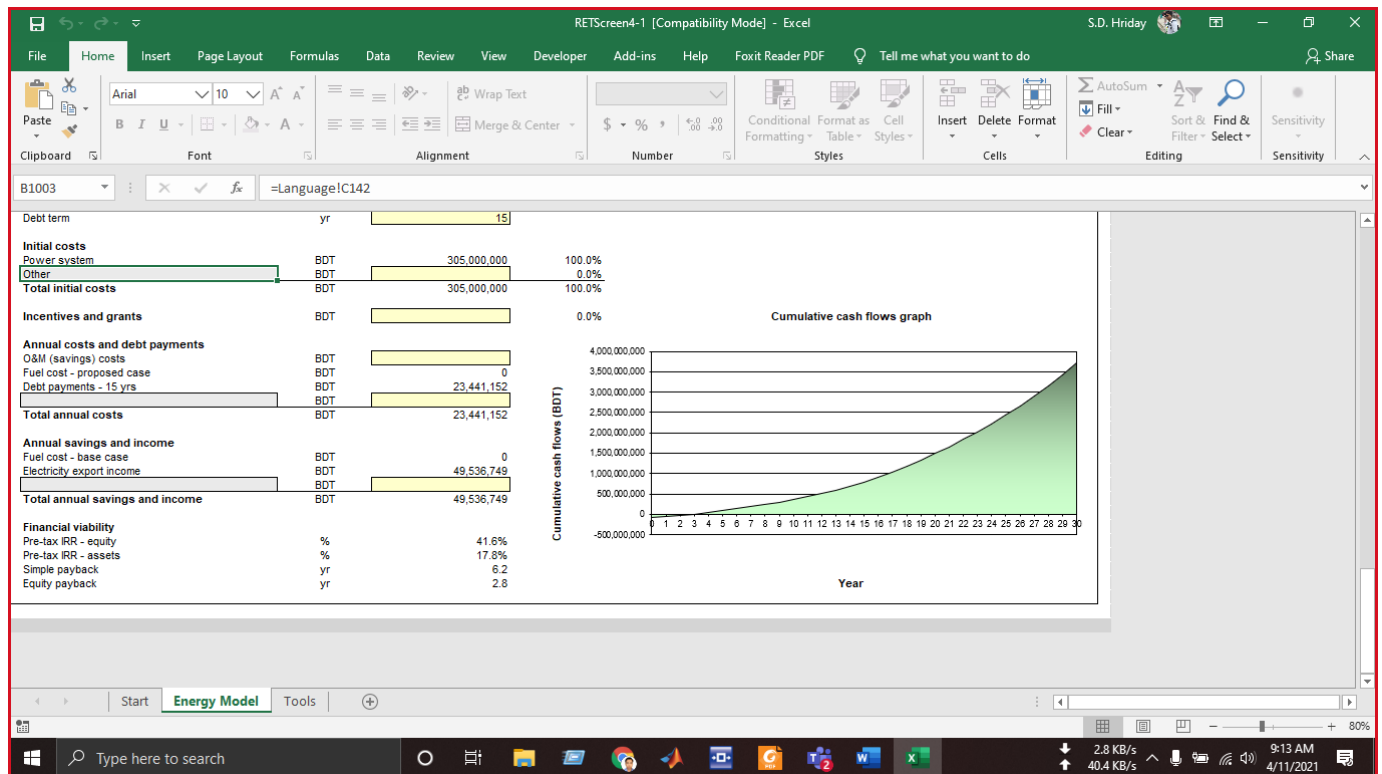 RETScreen4-1 [Compatibility Mode] - Excel
S.D. Hriday
File Home Insert Page Layout Formulas Data Review View Developer Add-ins Help Foxit Reader PDF Tell me what you want to do Share
Paste
Clipboard
Arial 10
B I U
Font
Wrap Text
Merge & Center
Alignment
$ % ,
Number
Conditional Formatting
Format as Table
Cell Styles
Styles
Insert Delete Format
Cells
AutoSum
Fill
Clear
Sort & Filter
Find & Select
Editing
Sensitivity
Sensitivity
B1003 fx =Language!C142
Debt term yr 15
Initial costs
Power system BDT 305,000,000 100.0%
Other BDT 0.0%
Total initial costs BDT 305,000,000 100.0%
Incentives and grants BDT 0.0%
Annual costs and debt payments
O&M (savings) costs BDT
Fuel cost - proposed case BDT 0
Debt payments - 15 yrs BDT 23,441,152
BDT
Total annual costs BDT 23,441,152
Annual savings and income
Fuel cost - base case BDT 0
Electricity export income BDT 49,536,749
BDT
Total annual savings and income BDT 49,536,749
Financial viability
Pre-tax IRR - equity % 41.6%
Pre-tax IRR - assets % 17.8%
Simple payback yr 6.2
Equity payback yr 2.8
Cumulative cash flows graph
Cumulative cash flows (BDT)
4,000,000,000
3,500,000,000
3,000,000,000
2,500,000,000
2,000,000,000
1,500,000,000
1,000,000,000
500,000,000
0
-500,000,000
0 1 2 3 4 5 6 7 8 9 10 11 12 13 14 15 16 17 18 19 20 21 22 23 24 25 26 27 28 29 30
Year
Start Energy Model Tools
80%
Type here to search
2.8 KB/s
40.4 KB/s
9:13 AM
4/11/2021